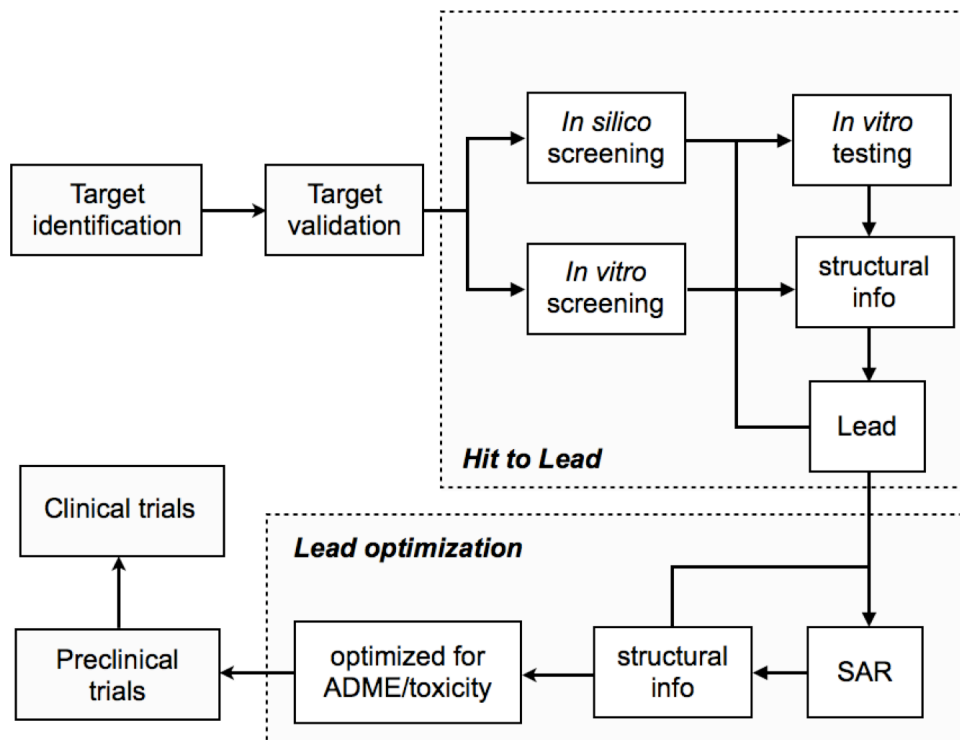 Target
identification
Target
validation
In silico
screening
In vitro
testing
In vitro
screening
structural
info
Lead
Hit to Lead
Lead optimization
SAR
structural
info
optimized for
ADME/toxicity
Preclinical
trials
Clinical trials